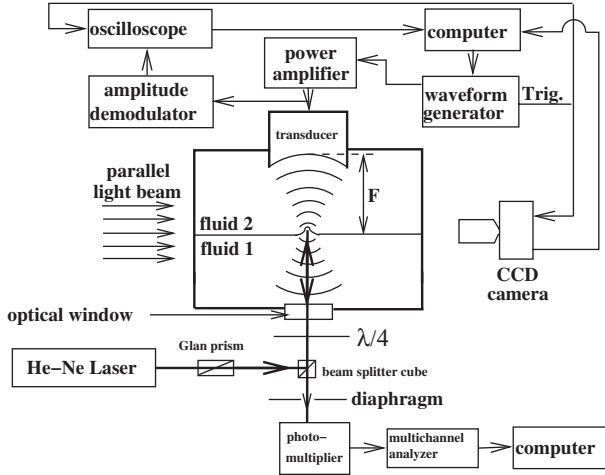 oscilloscope
computer
power
amplifier
amplitude
demodulator
waveform
generator
Trig.
transducer
parallel
light beam
F
fluid 2
fluid 1
CCD
camera
optical window
λ/4
Glan prism
He−Ne Laser
beam splitter cube
diaphragm
photo−
multiplier
multichannel
analyzer
computer